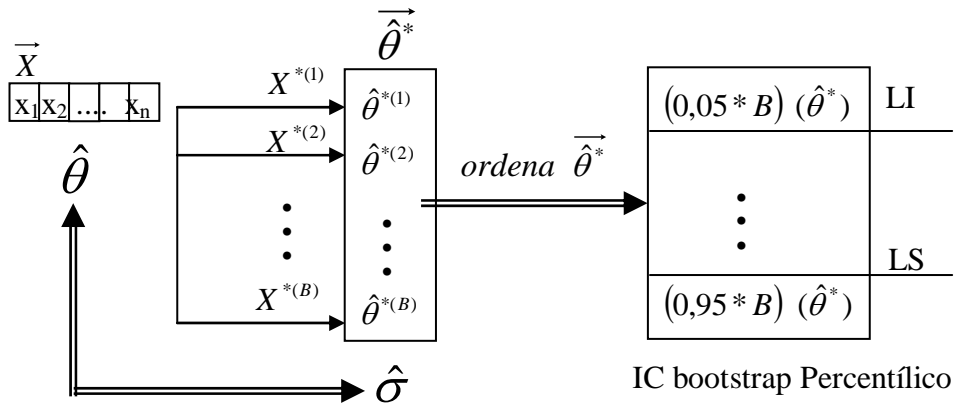 X
x₁ x₂ .... xₙ
θ̂
X*⁽¹⁾
X*⁽²⁾
X*⁽ᴮ⁾
θ̂*
θ̂*⁽¹⁾
θ̂*⁽²⁾
θ̂*⁽ᴮ⁾
σ̂
ordena θ̂*
(0,05 * B) (θ̂*) LI
LS
(0,95 * B) (θ̂*)
IC bootstrap Percentílico